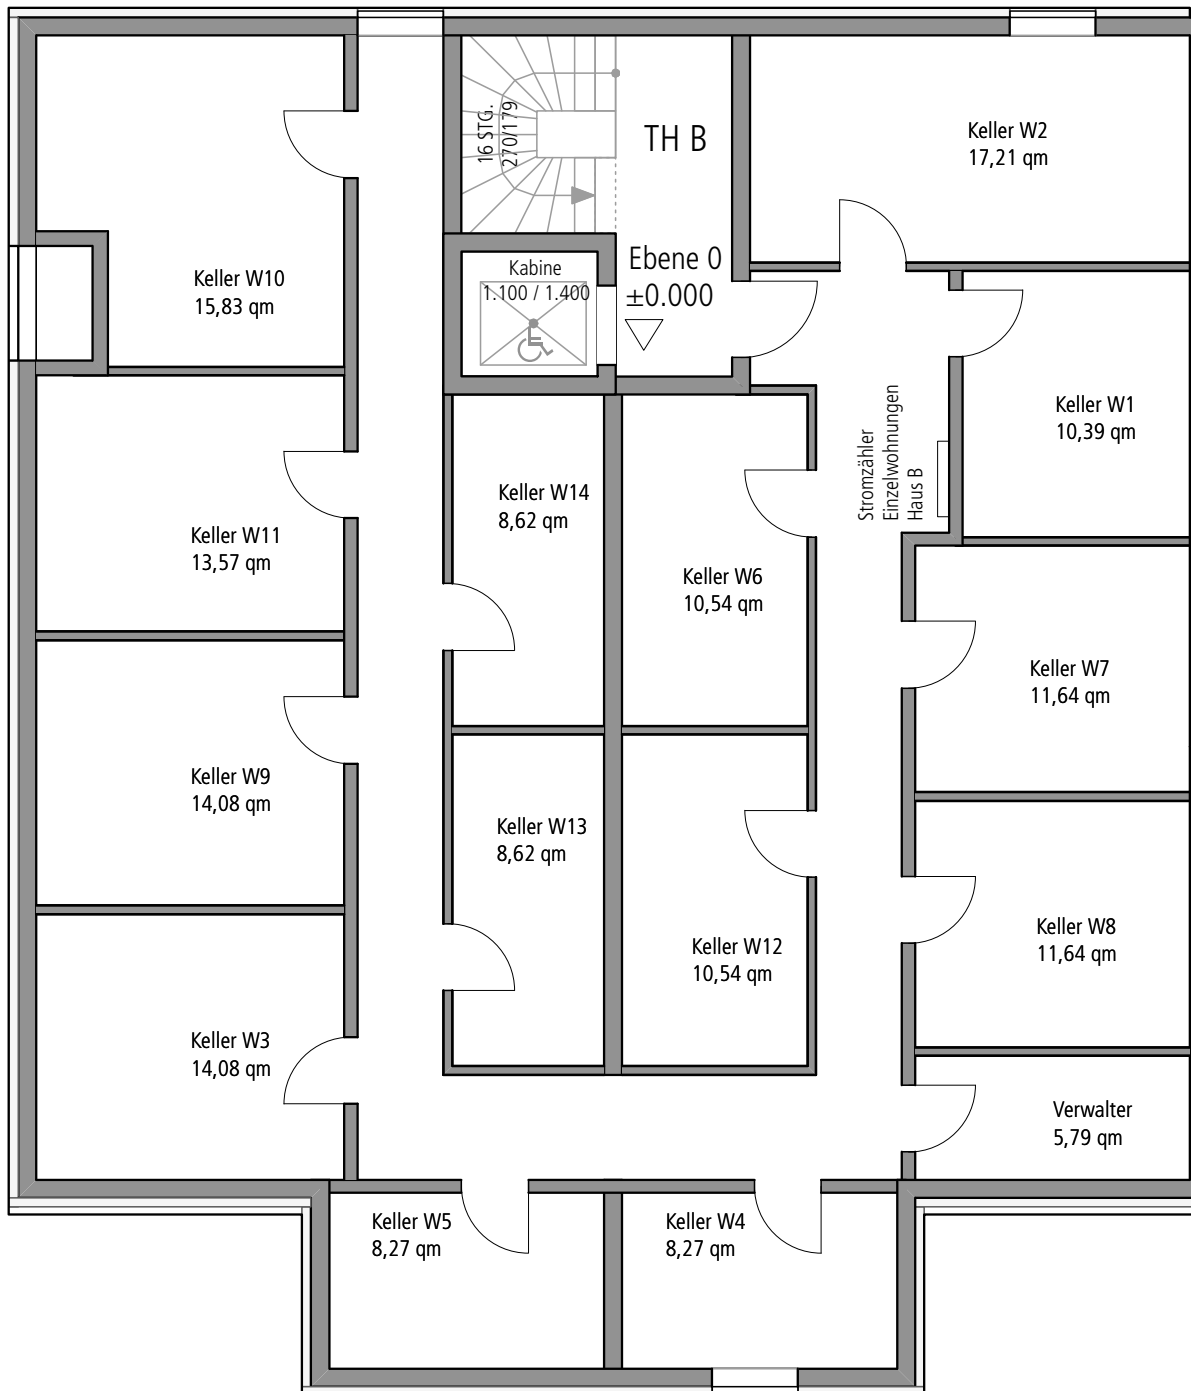 16 STG.
270/179
TH B
Keller W2
17,21 qm
Ebene 0
±0.000
Kabine
1.100 / 1.400
Keller W10
15,83 qm
Keller W1
10,39 qm
Stromzähler
Einzelwohnungen
Haus B
Keller W14
8,62 qm
Keller W11
13,57 qm
Keller W6
10,54 qm
Keller W7
11,64 qm
Keller W9
14,08 qm
Keller W13
8,62 qm
Keller W12
10,54 qm
Keller W8
11,64 qm
Keller W3
14,08 qm
Verwalter
5,79 qm
Keller W5
8,27 qm
Keller W4
8,27 qm